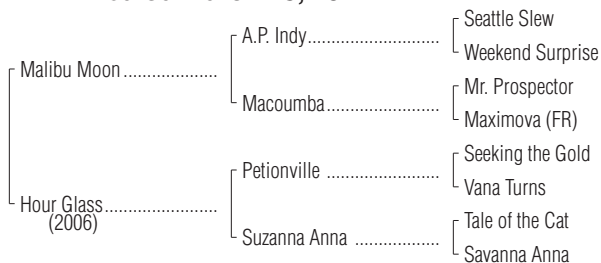 Seattle Slew
A.P. Indy
Weekend Surprise
Malibu Moon
Mr. Prospector
Macoumba
Maximova (FR)
Seeking the Gold
Petionville
Vana Turns
Hour Glass
(2006)
Tale of the Cat
Suzanna Anna
Savanna Anna